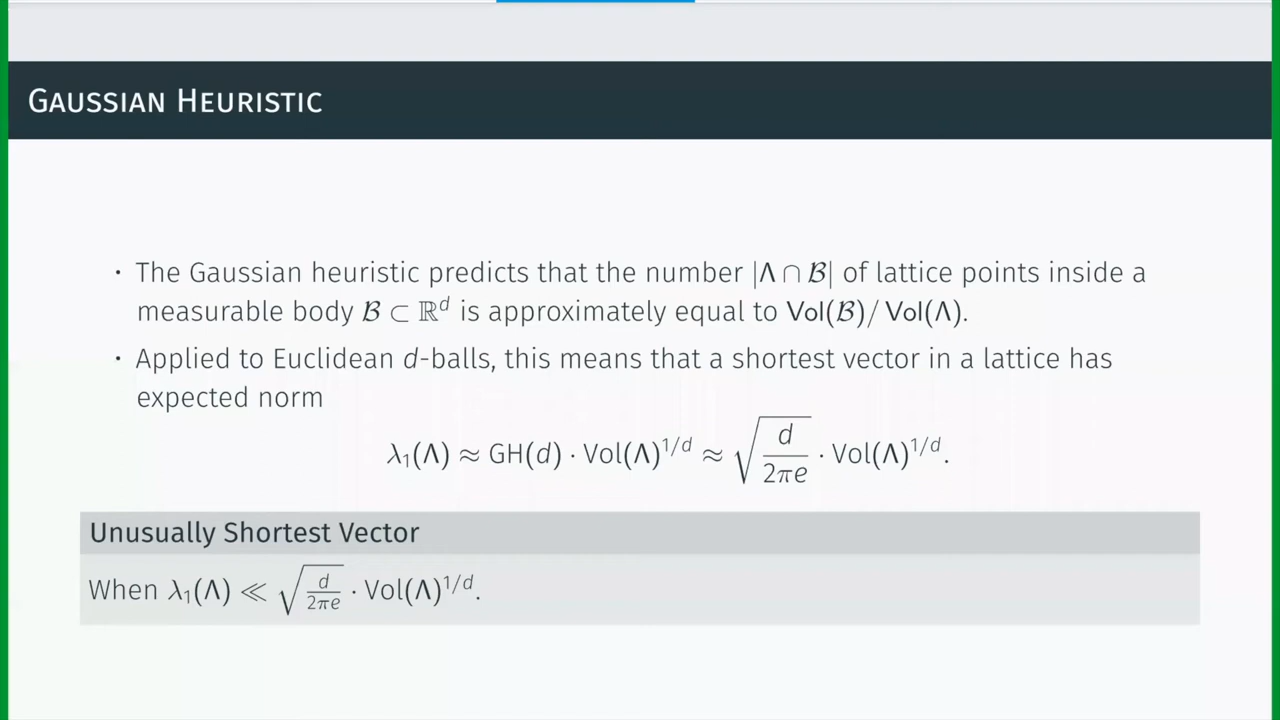 GAUSSIAN HEURISTIC
· The Gaussian heuristic predicts that the number |Λ ∩ ℬ| of lattice points inside a
measurable body ℬ ⊂ ℝ^d is approximately equal to Vol(ℬ)/ Vol(Λ).
· Applied to Euclidean d-balls, this means that a shortest vector in a lattice has
expected norm
λ₁(Λ) ≈ GH(d) · Vol(Λ)^{1/d} ≈ √(d/(2πe)) · Vol(Λ)^{1/d}.
Unusually Shortest Vector
When λ₁(Λ) ≪ √(d/(2πe)) · Vol(Λ)^{1/d}.